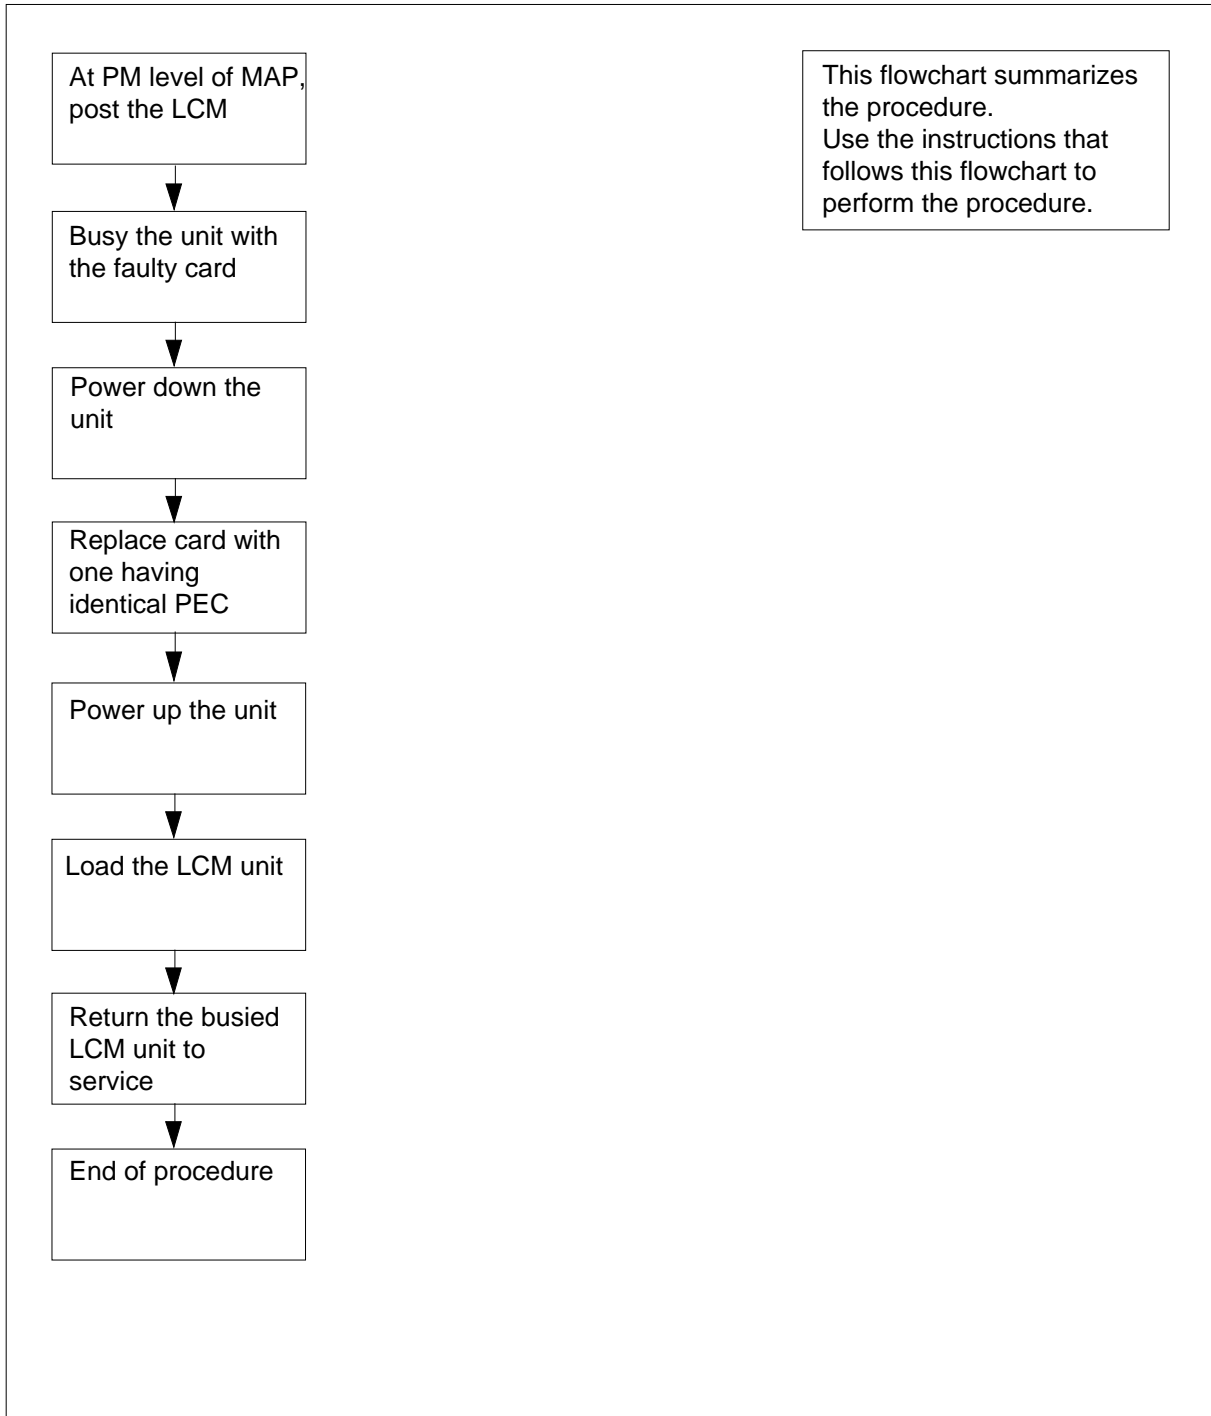 At PM level of MAP,
post the LCM
This flowchart summarizes
the procedure.
Use the instructions that
follows this flowchart to
perform the procedure.
Busy the unit with
the faulty card
Power down the
unit
Replace card with
one having
identical PEC
Power up the unit
Load the LCM unit
Return the busied
LCM unit to
service
End of procedure